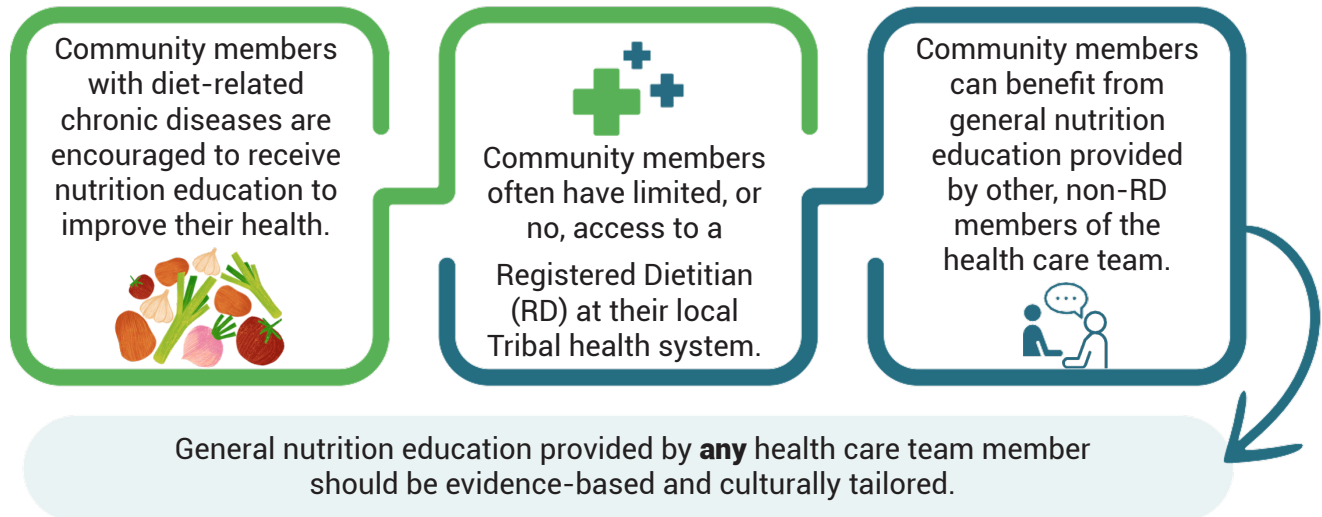 Community members
with diet-related
chronic diseases are
encouraged to receive
nutrition education to
improve their health.
Community members
often have limited, or
no, access to a
Registered Dietitian
(RD) at their local
Tribal health system.
Community members
can benefit from
general nutrition
education provided
by other, non-RD
members of the
health care team.
General nutrition education provided by any health care team member
should be evidence-based and culturally tailored.